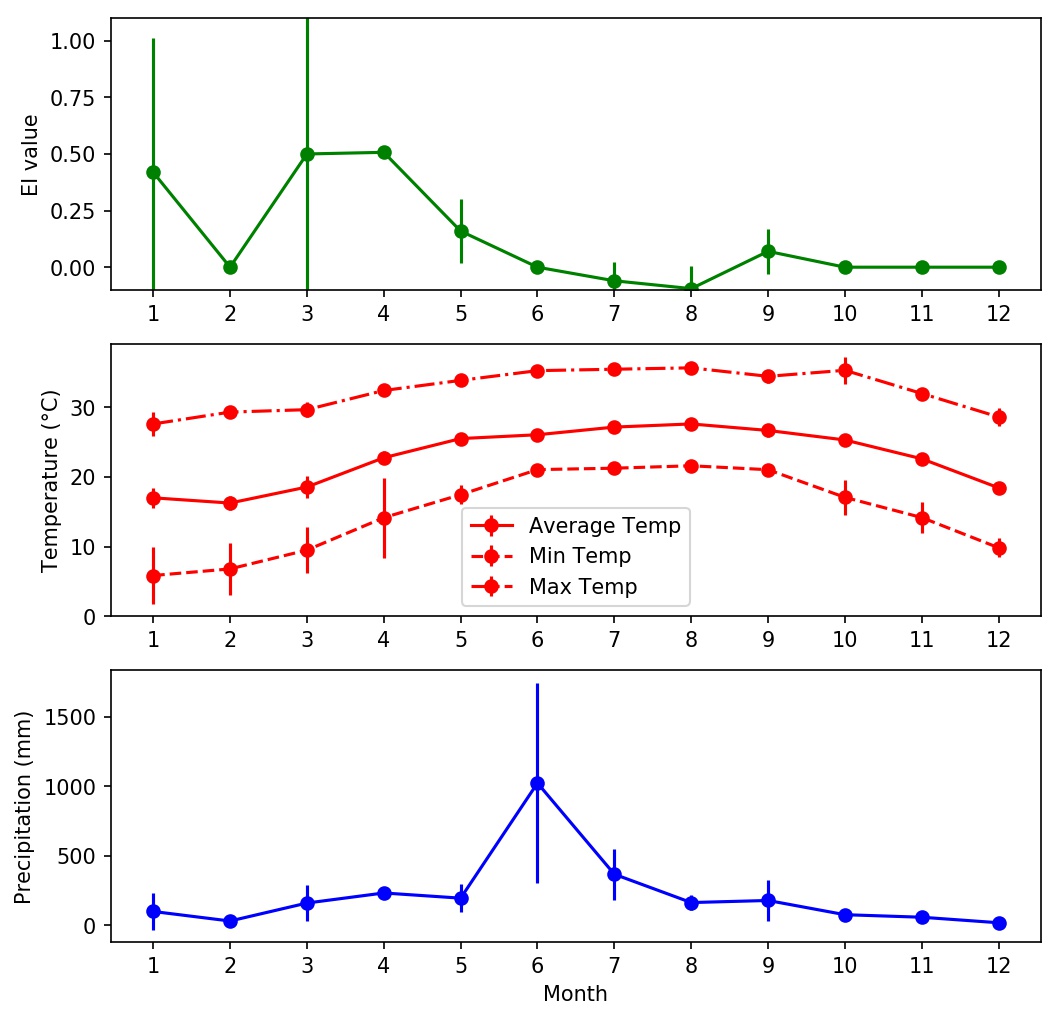 EI value
1.00
0.75
0.50
0.25
0.00
1 2 3 4 5 6 7 8 9 10 11 12
Temperature (°C)
30
20
10
0
Average Temp
Min Temp
Max Temp
1 2 3 4 5 6 7 8 9 10 11 12
Precipitation (mm)
1500
1000
500
0
1 2 3 4 5 6 7 8 9 10 11 12
Month